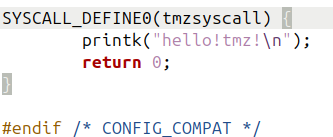 SYSCALL_DEFINE0(tmzsyscall) {
        printk("hello!tmz!\n");
        return 0;
}
#endif /* CONFIG_COMPAT */